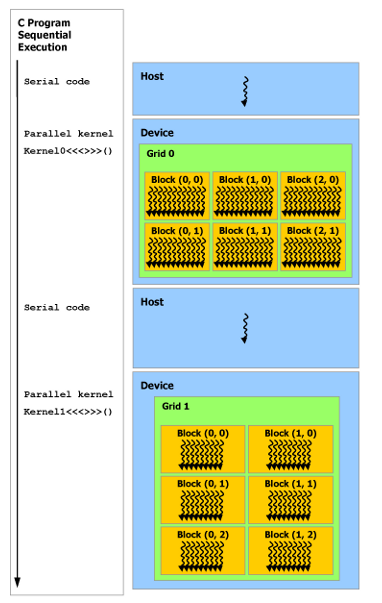 C Program
Sequential
Execution
Serial code
Host
Parallel kernel
Kernel0<<<>>>()
Device
Grid 0
Block (0, 0) Block (1, 0) Block (2, 0)
Block (0, 1) Block (1, 1) Block (2, 1)
Serial code
Host
Parallel kernel
Kernel1<<<>>>()
Device
Grid 1
Block (0, 0) Block (1, 0)
Block (0, 1) Block (1, 1)
Block (0, 2) Block (1, 2)